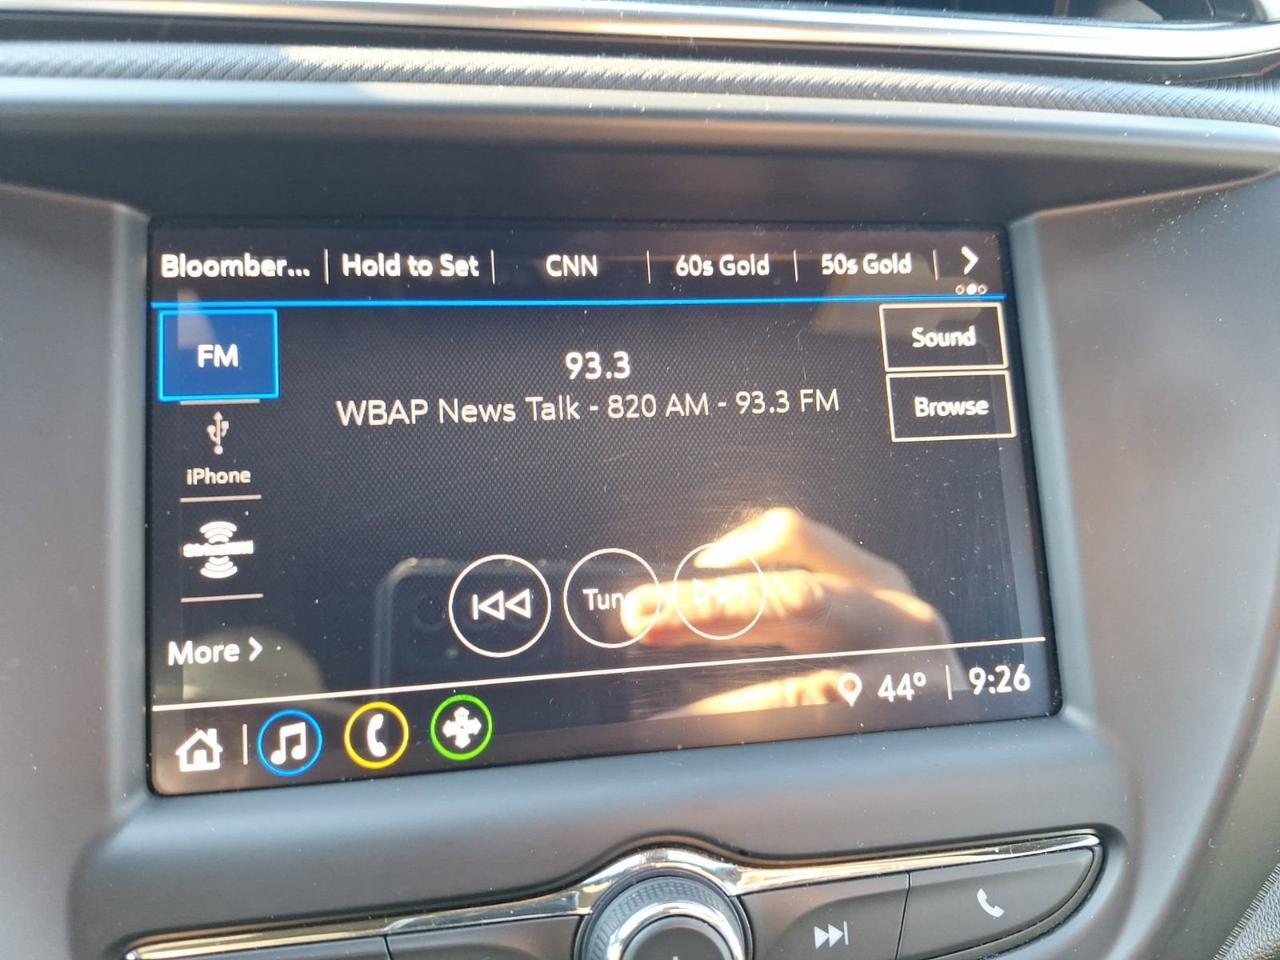 Bloomber... Hold to Set CNN 60s Gold 50s Gold
FM
93.3
Sound
WBAP News Talk - 820 AM - 93.3 FM
Browse
iPhone
Tune
More
44° 9:26